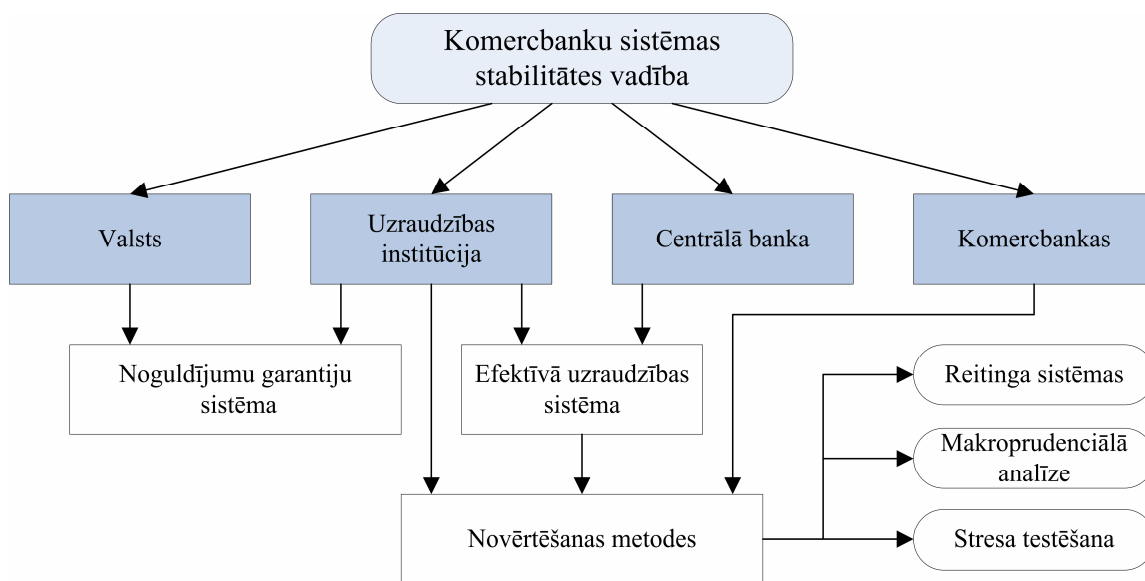 Komercbanku sistēmas
stabilitātes vadība
Valsts
Uzraudzības
institūcija
Centrālā banka
Komercbankas
Noguldījumu garantiju
sistēma
Efektīvā uzraudzības
sistēma
Reitinga sistēmas
Makroprudenciālā
analīze
Novērtēšanas metodes
Stresa testēšana